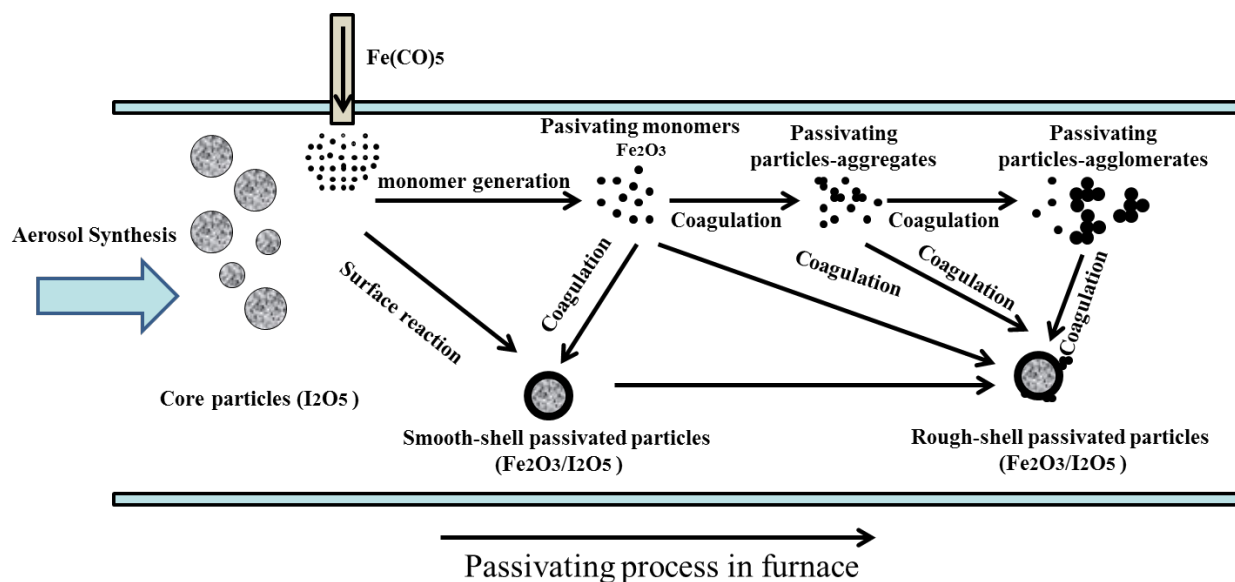 Fe(CO)5
Pasivating monomers
Fe2O3
Passivating
particles-aggregates
Passivating
particles-agglomerates
monomer generation
Coagulation
Coagulation
Aerosol Synthesis
Surface reaction
Coagulation
Coagulation
Coagulation
Coagulation
Core particles (I2O5 )
Smooth-shell passivated particles
(Fe2O3/I2O5 )
Rough-shell passivated particles
(Fe2O3/I2O5 )
Passivating process in furnace